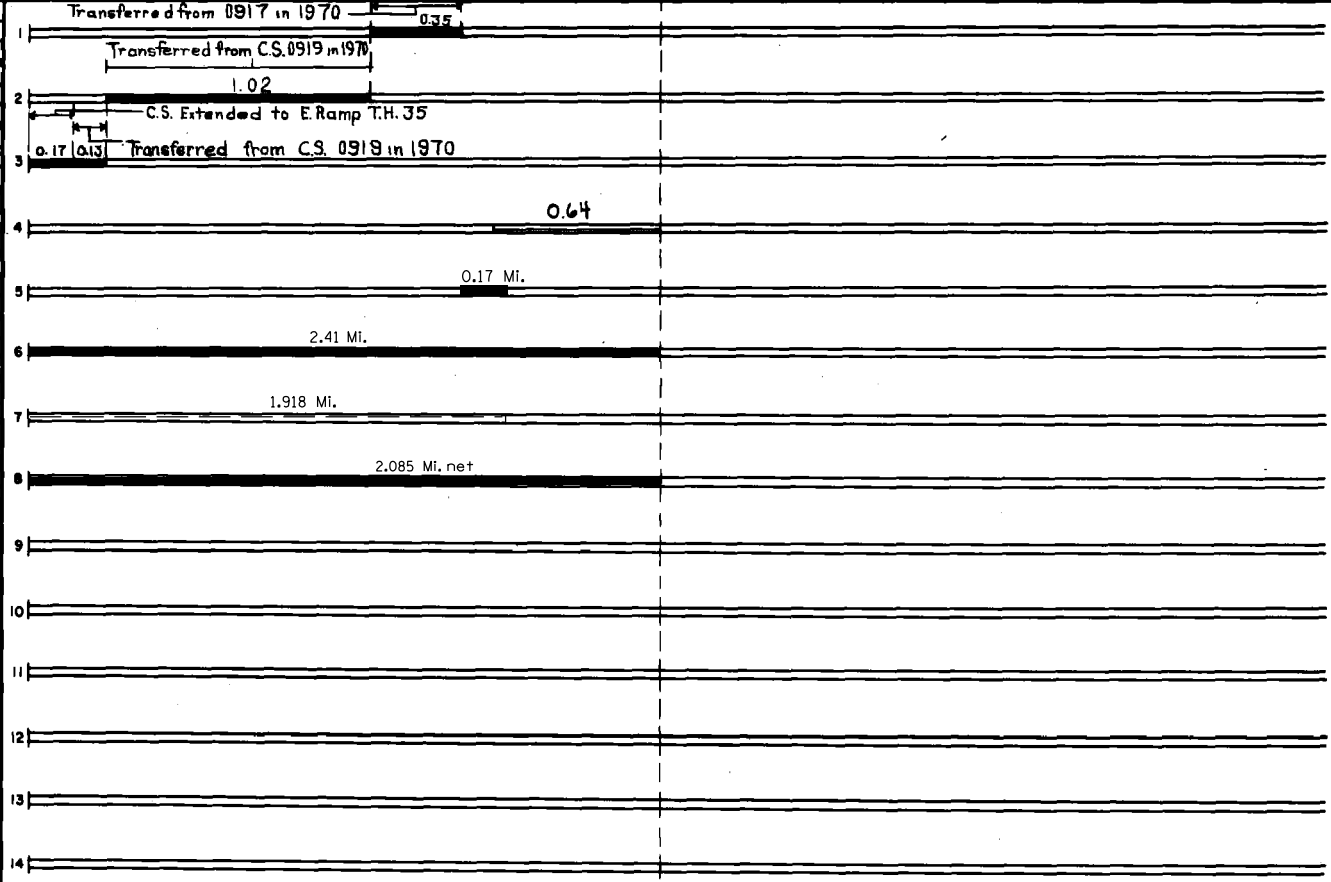 Transferred from 0917 in 1970
0.35
1
Transferred from C.S. 0919 in 1970
1.02
2
C.S. Extended to E. Ramp T.H. 35
0.17 0.13 Transferred from C.S. 0919 in 1970
3
0.64
4
0.17 Mi.
5
2.41 Mi.
6
1.918 Mi.
7
2.085 Mi. net
8
9
10
11
12
13
14